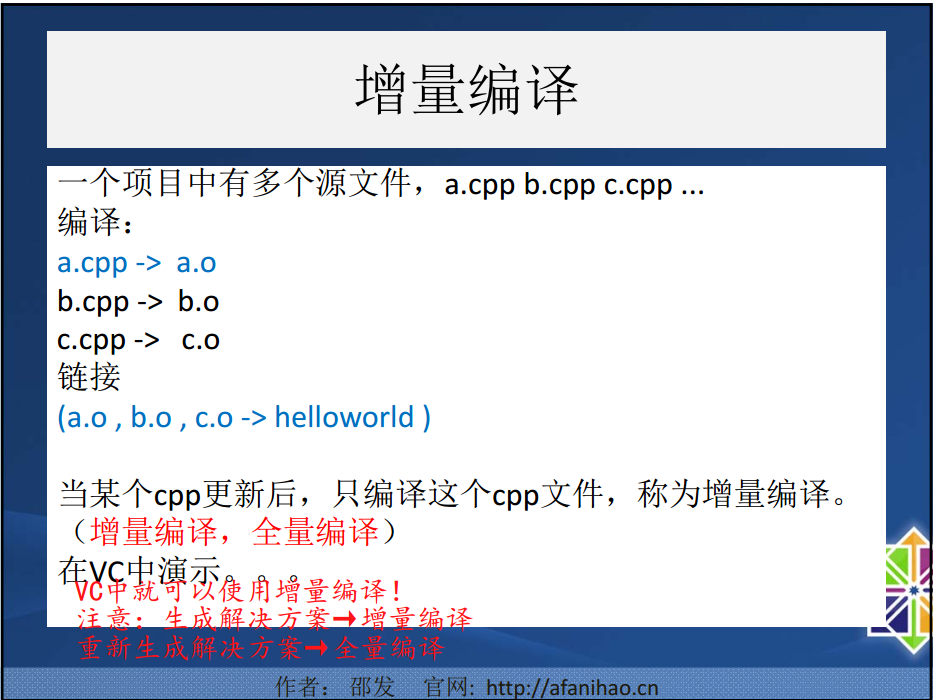 增量编译
一个项目中有多个源文件，a.cpp b.cpp c.cpp ...
编译：
a.cpp -> a.o
b.cpp -> b.o
c.cpp -> c.o
链接
(a.o , b.o , c.o -> helloworld )
当某个cpp更新后，只编译这个cpp文件，称为增量编译。
（增量编译，全量编译）
在VC中演示。。。
VC中就可以使用增量编译！
注意：生成解决方案→增量编译
重新生成解决方案→全量编译
作者： 邵发 官网: http://afanihao.cn